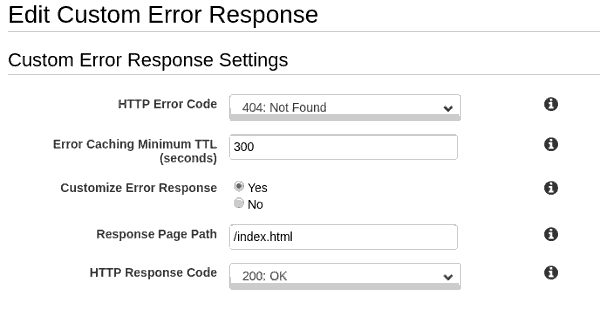 Edit Custom Error Response
Custom Error Response Settings
HTTP Error Code 404: Not Found
Error Caching Minimum TTL
(seconds) 300
Customize Error Response Yes
No
Response Page Path /index.html
HTTP Response Code 200: OK